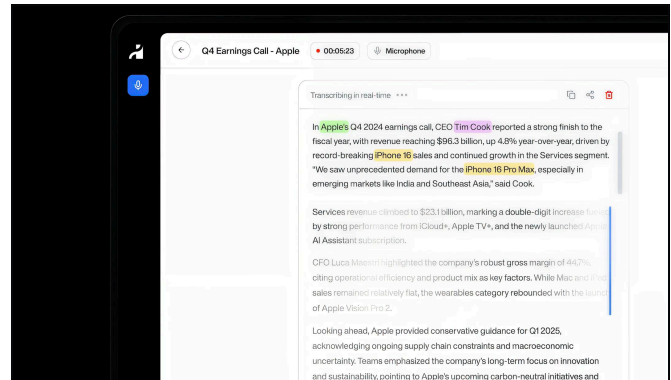 Q4 Earnings Call - Apple
00:05:23
Microphone
Transcribing in real-time
In Apple's Q4 2024 earnings call, CEO Tim Cook reported a strong finish to the
fiscal year, with revenue reaching $96.3 billion, up 4.8% year-over-year, driven by
record-breaking iPhone 16 sales and continued growth in the Services segment.
"We saw unprecedented demand for the iPhone 16 Pro Max, especially in
emerging markets like India and Southeast Asia," said Cook.
Services revenue climbed to $23.1 billion, marking a double-digit increase
by strong performance from iCloud+, Apple TV+, and the newly launched
AI Assistant subscription.
CFO Luca Maestri highlighted the company's robust gross margin of 44.7%,
citing operational efficiency and product mix as key factors. While Mac and
sales remained relatively flat, the wearables category rebounded with the launch
of Apple Vision Pro 2.
Looking ahead, Apple provided conservative guidance for Q1 2025,
acknowledging ongoing supply chain constraints and macroeconomic
uncertainty. Teams emphasized the company's long-term focus on innovation
and sustainability, pointing to Apple's upcoming carbon-neutral initiatives and